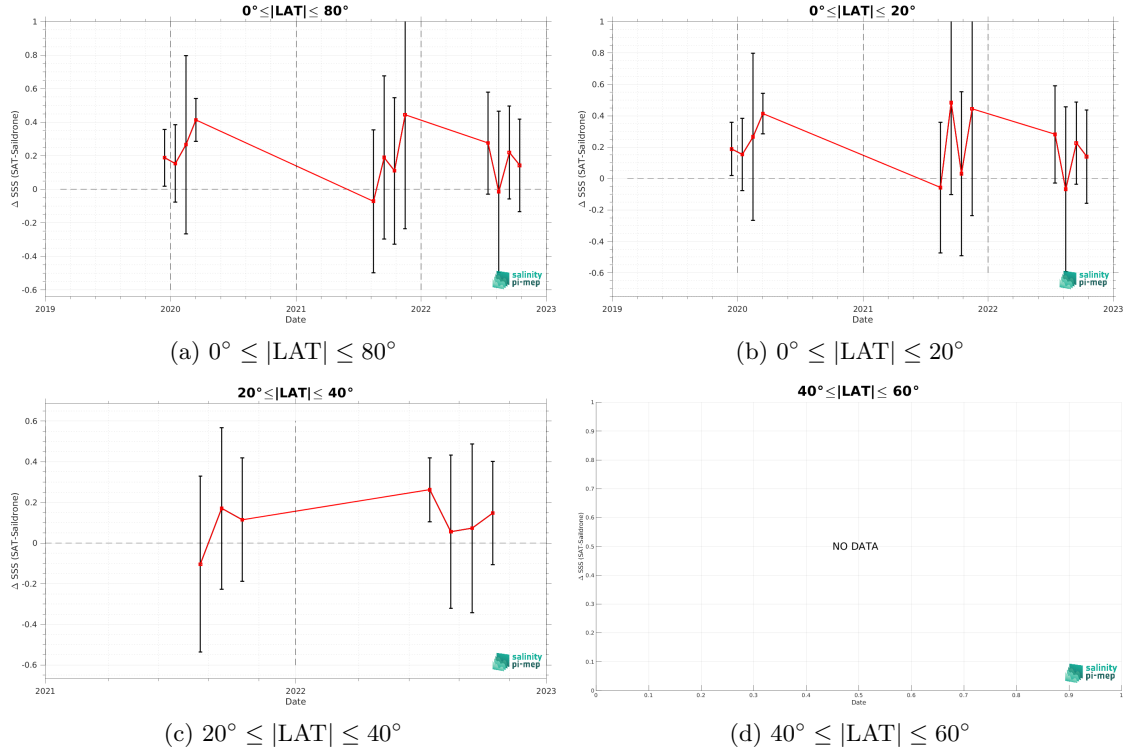 0°≤|LAT|≤ 80°
1
0.8
0.6
0.4
0.2
0
-0.2
-0.4
-0.6
Δ SSS (SAT-Saildrone)
2019
2020
2021
2022
2023
Date
salinity
pi-mep
(a) 0° ≤ |LAT| ≤ 80°
0°≤|LAT|≤ 20°
1
0.8
0.6
0.4
0.2
0
-0.2
-0.4
-0.6
Δ SSS (SAT-Saildrone)
2019
2020
2021
2022
2023
Date
salinity
pi-mep
(b) 0° ≤ |LAT| ≤ 20°
20°≤|LAT|≤ 40°
0.6
0.4
0.2
0
-0.2
-0.4
-0.6
Δ SSS (SAT-Saildrone)
2021
2022
2023
Date
salinity
pi-mep
(c) 20° ≤ |LAT| ≤ 40°
40°≤|LAT|≤ 60°
1
0.9
0.8
0.7
0.6
0.5
0.4
0.3
0.2
0.1
0
Δ SSS (SAT-Saildrone)
NO DATA
0
0.1
0.2
0.3
0.4
0.5
0.6
0.7
0.8
0.9
1
Date
salinity
pi-mep
(d) 40° ≤ |LAT| ≤ 60°